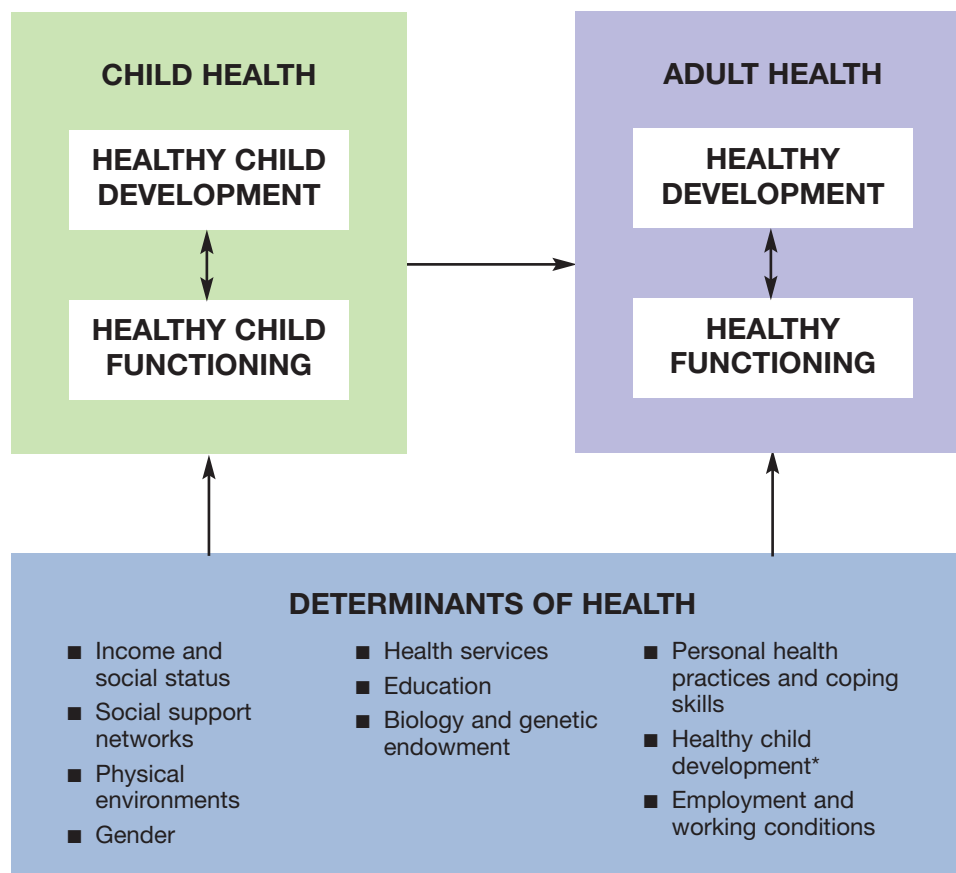 CHILD HEALTH
HEALTHY CHILD
DEVELOPMENT
HEALTHY CHILD
FUNCTIONING
ADULT HEALTH
HEALTHY
DEVELOPMENT
HEALTHY
FUNCTIONING
DETERMINANTS OF HEALTH
■ Income and
social status
■ Social support
networks
■ Physical
environments
■ Gender
■ Health services
■ Education
■ Biology and genetic
endowment
■ Personal health
practices and coping
skills
■ Healthy child
development*
■ Employment and
working conditions